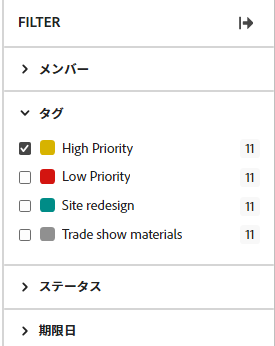 FILTER
メンバー
タグ
High Priority 11
Low Priority 11
Site redesign 11
Trade show materials 11
ステータス
期限日